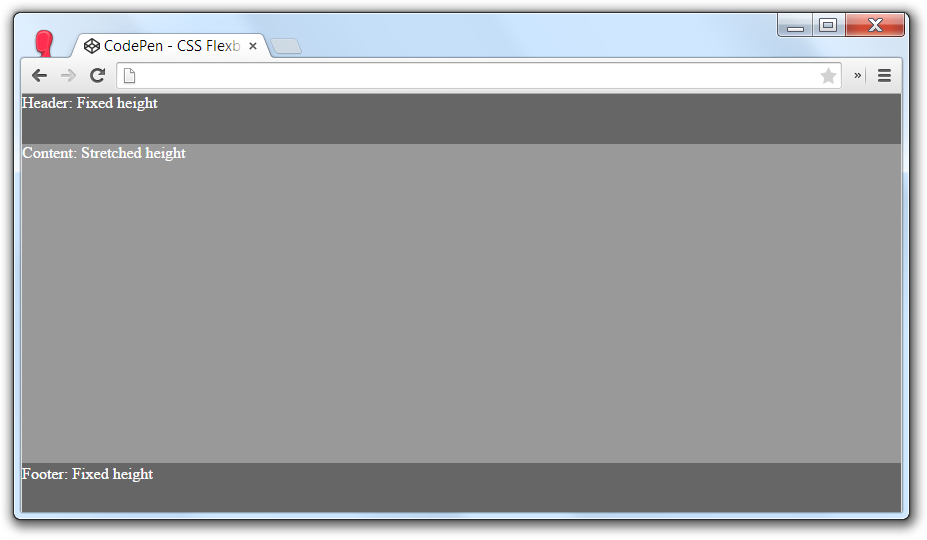 CodePen - CSS Flexb
Header: Fixed height
Content: Stretched height
Footer: Fixed height